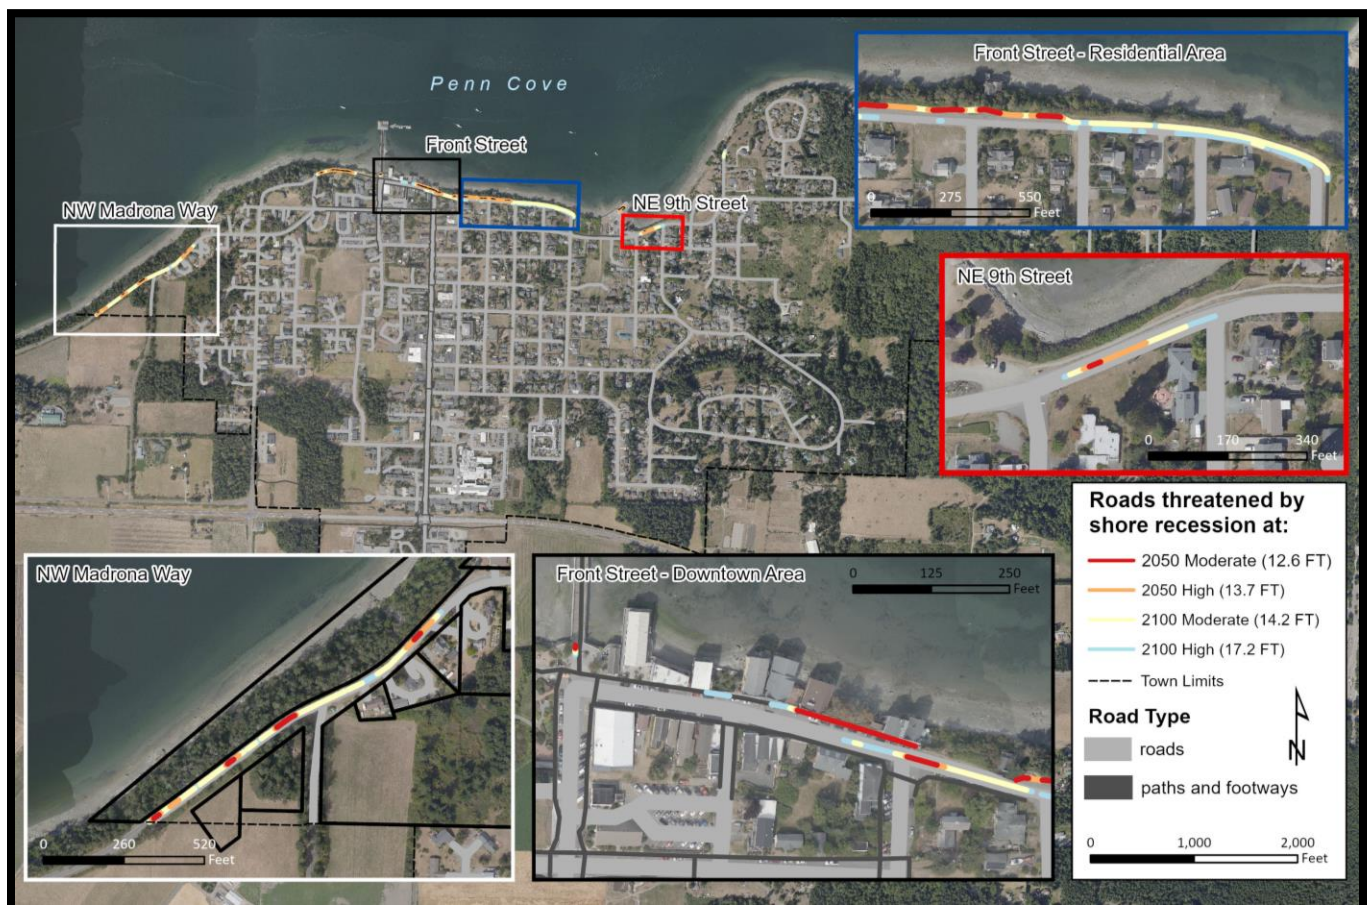 Penn Cove
Front Street
NW Madrona Way
NE 9th Street
Front Street - Residential Area
0 275 550
Feet
NE 9th Street
0 170 340
Feet
NW Madrona Way
0 260 520
Feet
Front Street - Downtown Area
0 125 250
Feet
Roads threatened by
shore recession at:
2050 Moderate (12.6 FT)
2050 High (13.7 FT)
2100 Moderate (14.2 FT)
2100 High (17.2 FT)
Town Limits
Road Type
roads
paths and footways
N
0 1,000 2,000
Feet